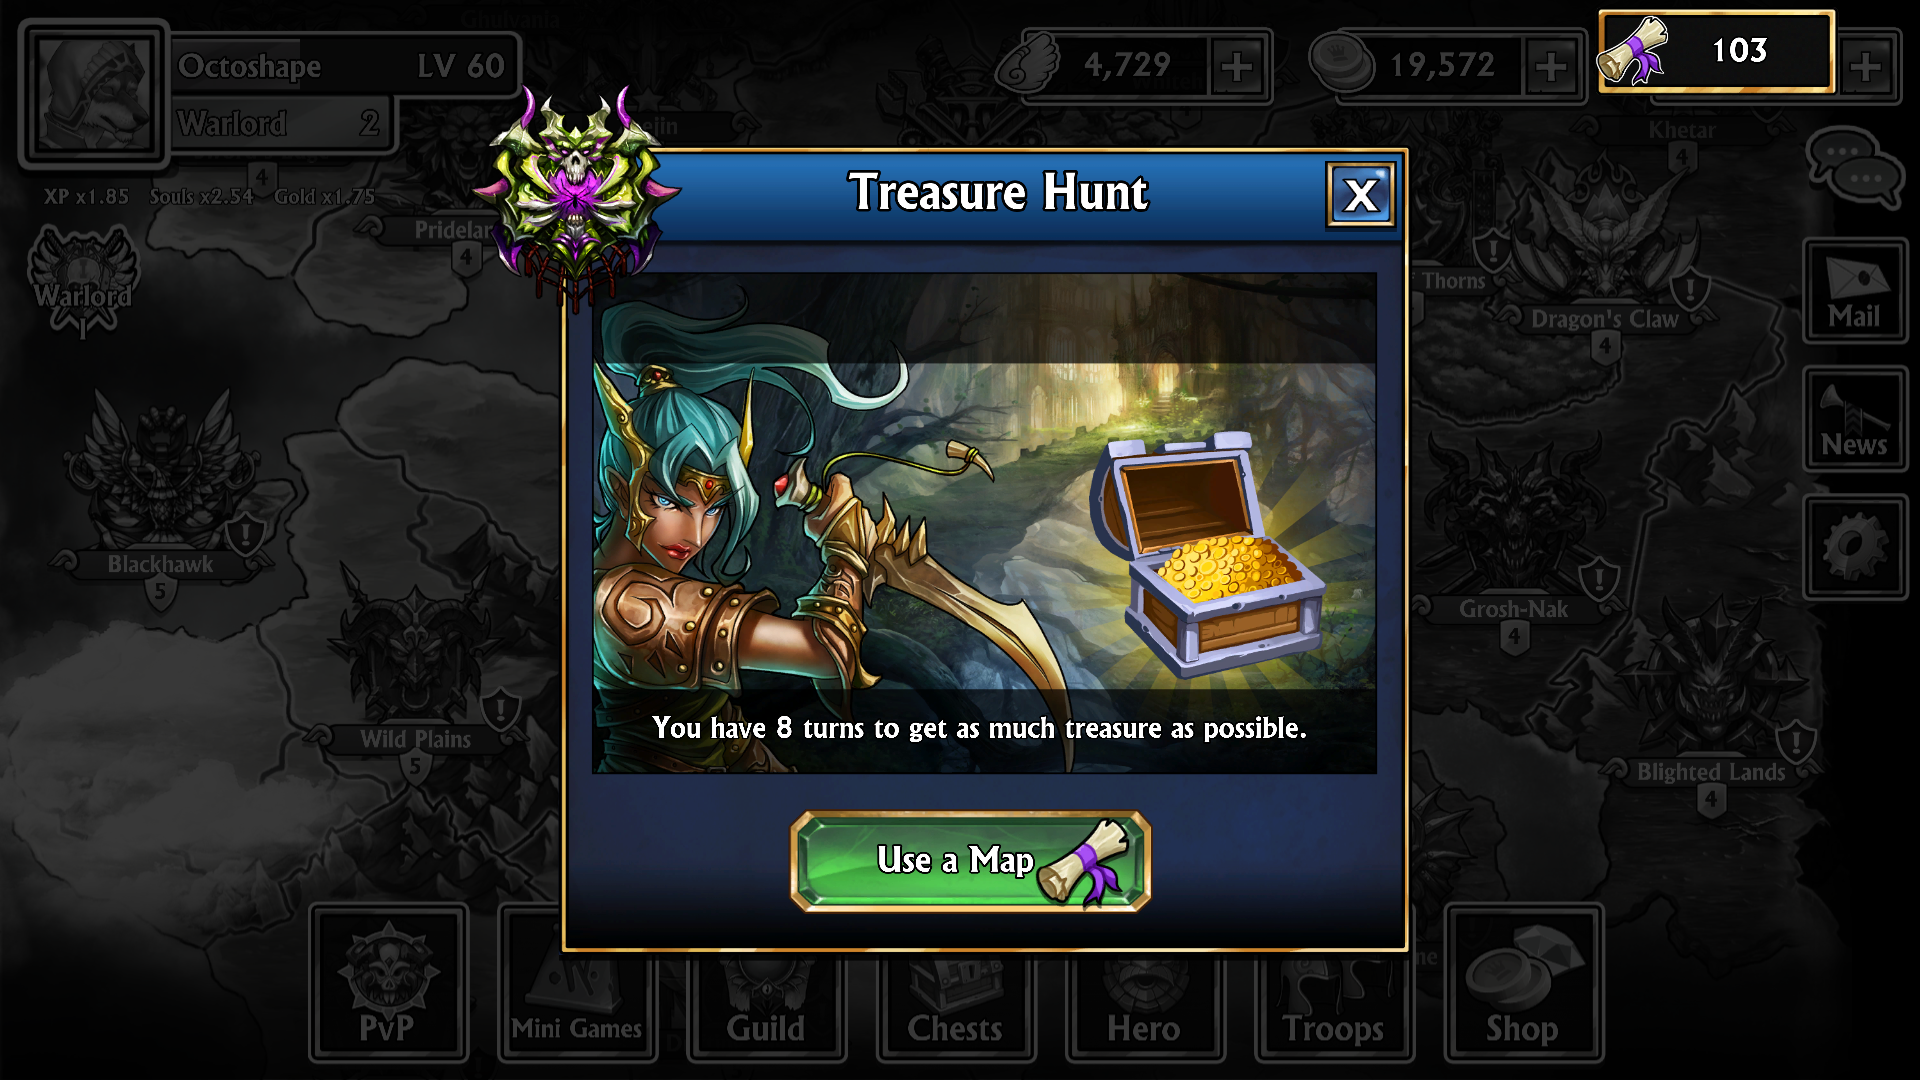 Ghulvania
Octoshape LV 60
4,729
19,572
103
Warlord 2
Khetar
4
XP x1.85 Souls x2.54 Gold x1.75
4
Treasure Hunt
X
Pridelar
4
Warlord
I
Thorns
Dragon's Claw
4
Mail
News
Blackhawk
5
Grosh-Nak
4
Wild Plains
5
You have 8 turns to get as much treasure as possible.
Blighted Lands
4
Use a Map
PvP
Mini Games
Guild
Chests
Hero
Troops
Shop